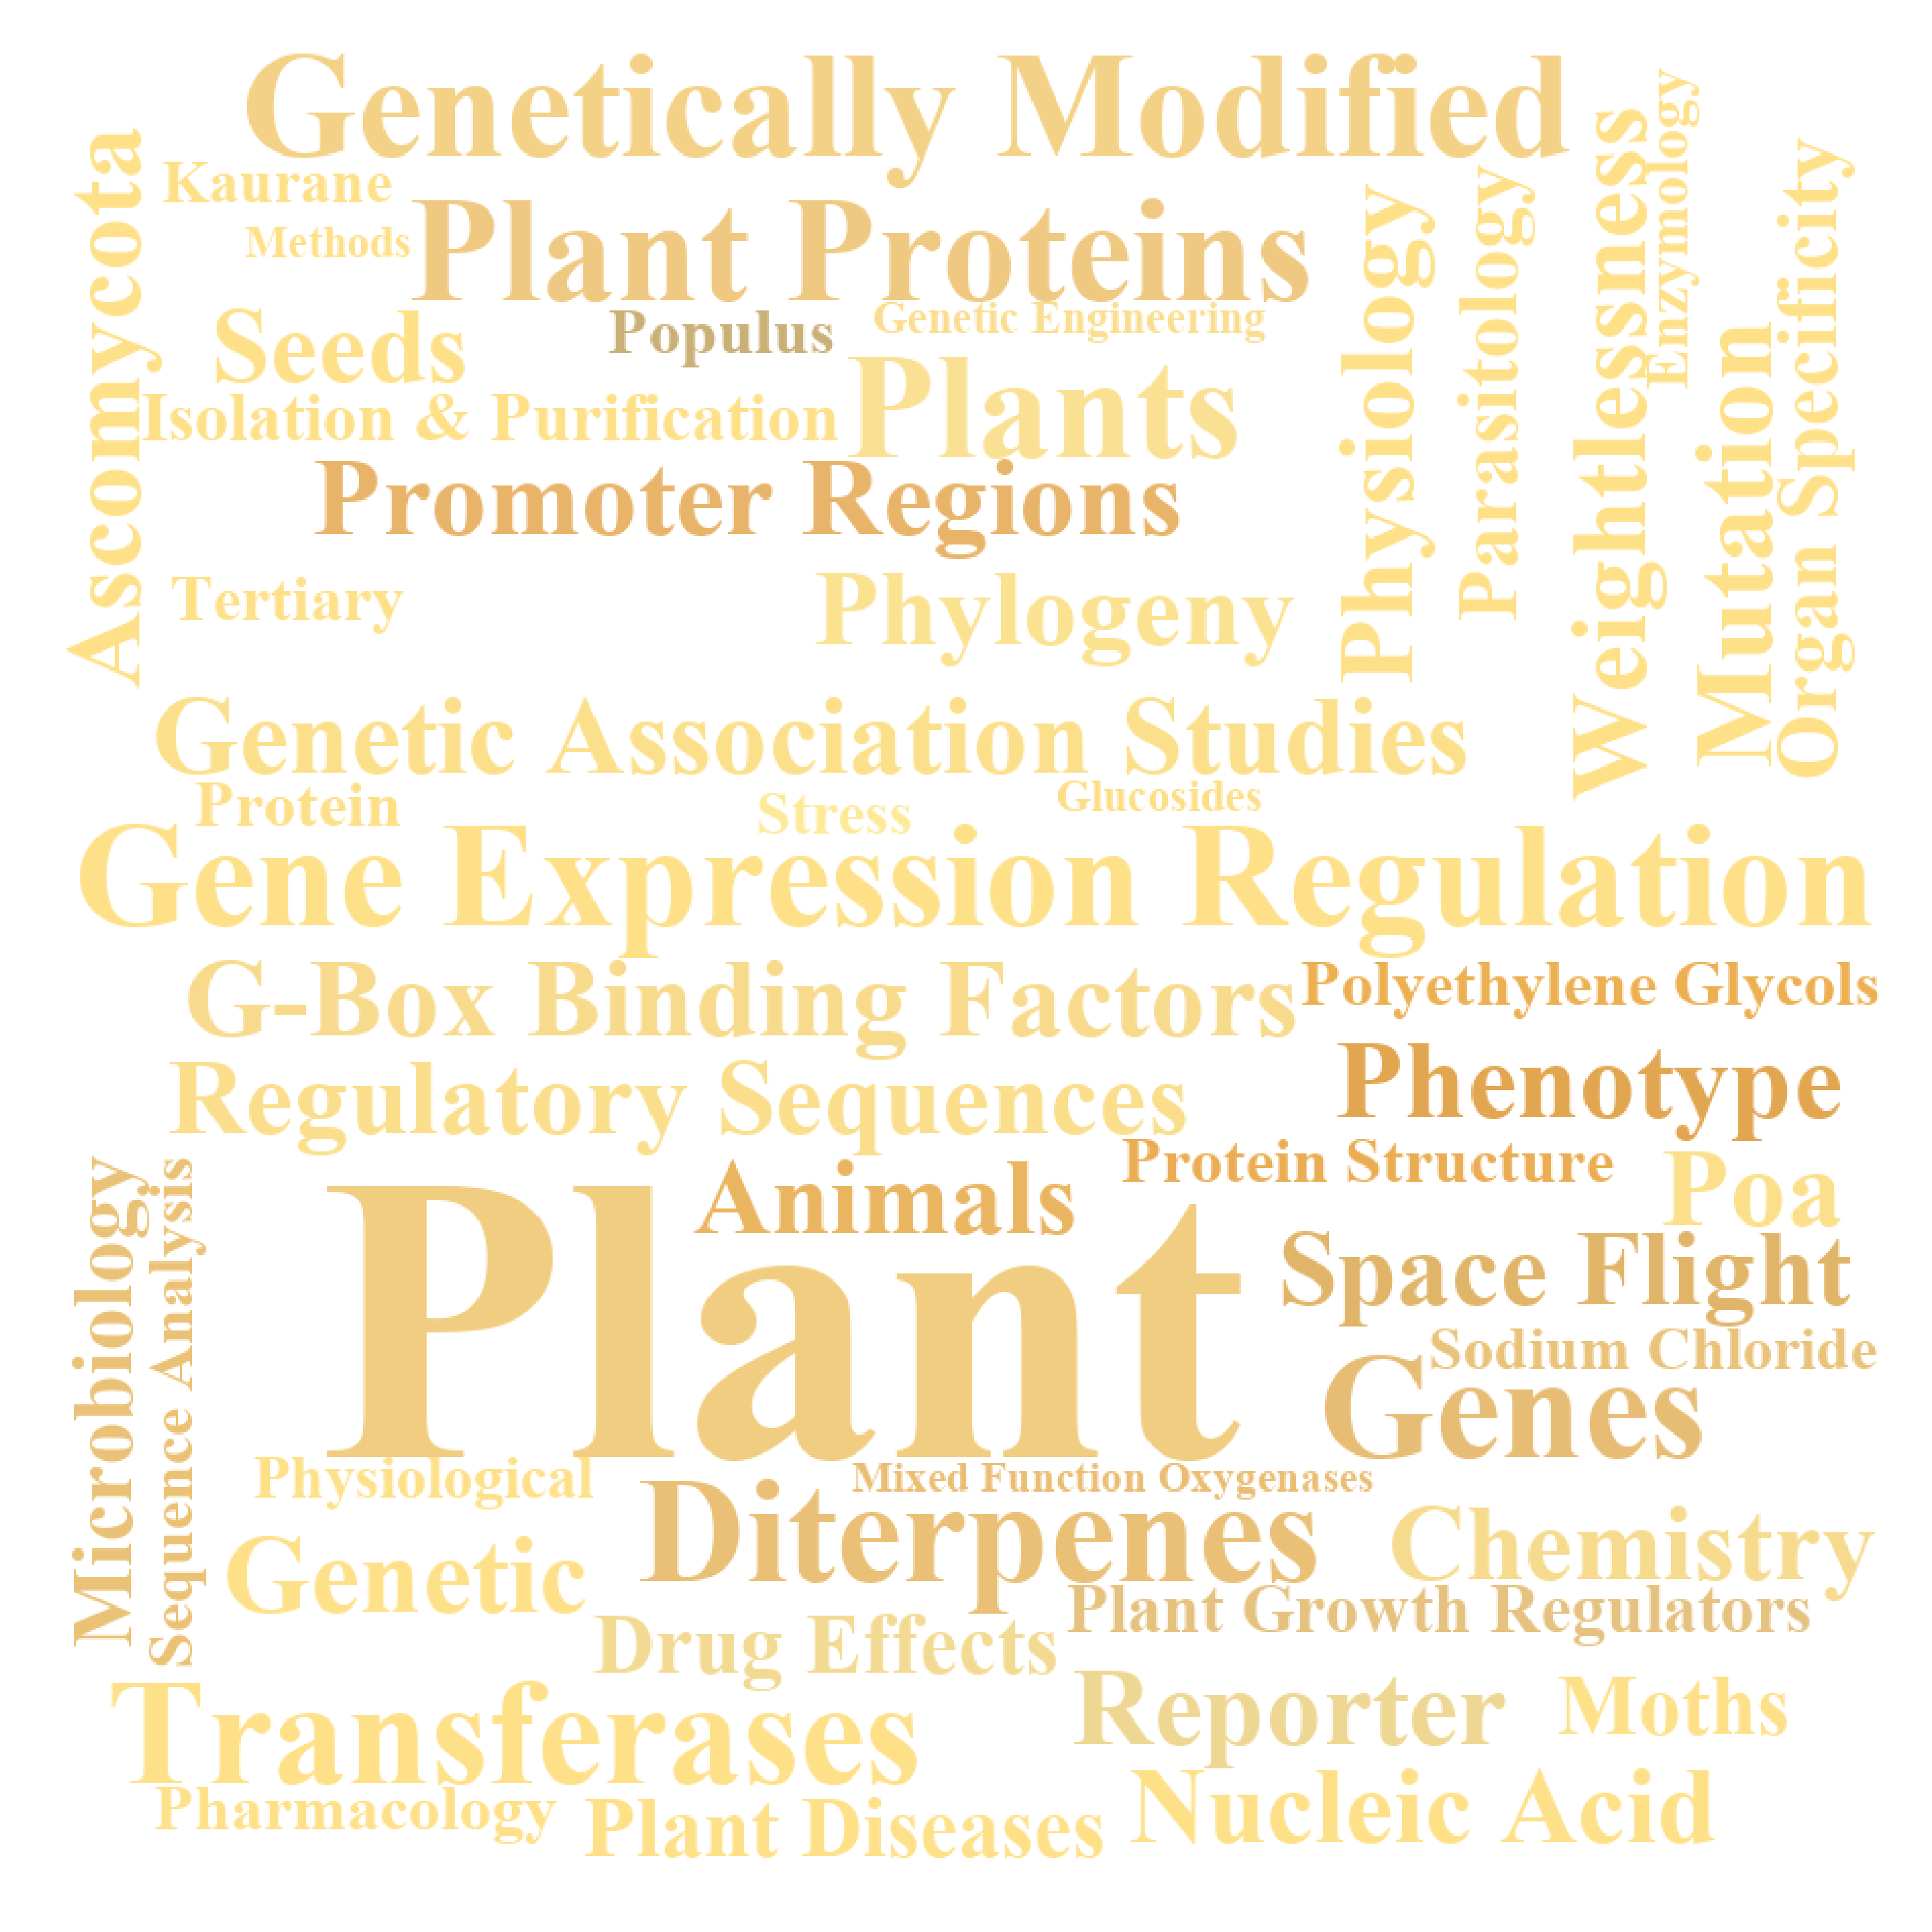 Genetically Modified
Kaurane
Methods
Plant Proteins
Ascomycota
Seeds
Populus
Genetic Engineering
Isolation & Purification
Plants
Promoter Regions
Physiology
Parasitology
Weightlessness
Enzymology
Mutation
Organ Specificity
Tertiary
Phylogeny
Genetic Association Studies
Protein
Stress
Glucosides
Gene Expression Regulation
G-Box Binding Factors
Polyethylene Glycols
Regulatory Sequences
Phenotype
Animals
Protein Structure
Poa
Microbiology
Sequence Analysis
Plant
Space Flight
Sodium Chloride
Genes
Physiological
Mixed Function Oxygenases
Genetic
Diterpenes
Chemistry
Drug Effects
Plant Growth Regulators
Transferases
Reporter
Moths
Pharmacology
Plant Diseases
Nucleic Acid